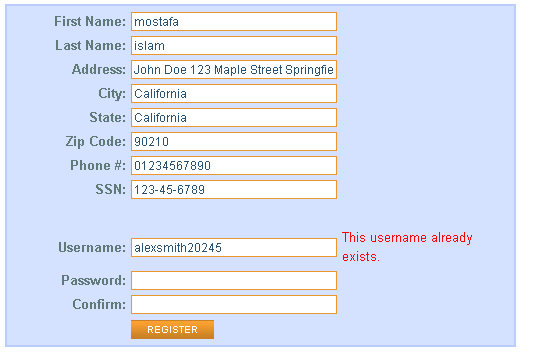 First Name: mostafa
Last Name: islam
Address: John Doe 123 Maple Street Springfie
City: California
State: California
Zip Code: 90210
Phone #: 01234567890
SSN: 123-45-6789
Username: alexsmith20245 This username already
exists.
Password:
Confirm:
REGISTER